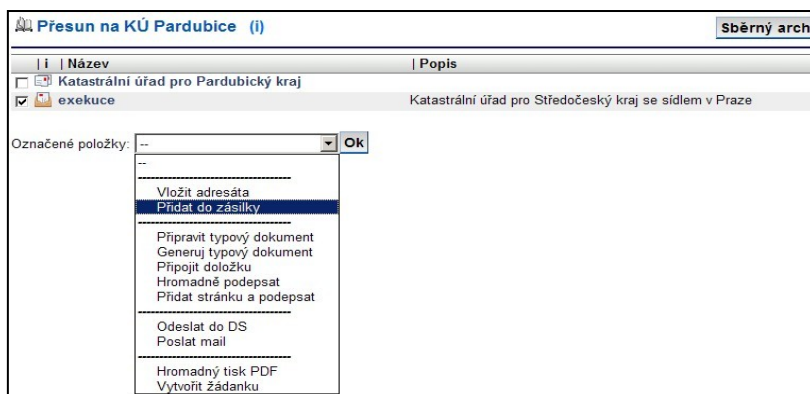 Přesun na KÚ Pardubice (i)
Sběrný arch
| i | Název | Popis
Katastrální úřad pro Pardubický kraj
exekuce Katastrální úřad pro Středočeský kraj se sídlem v Praze
Označené položky: -- Ok
--
------------------------------------
Vložit adresáta
Přidat do zásilky
------------------------------------
Připravit typový dokument
Generuj typový dokument
Připojit doložku
Hromadně podepsat
Přidat stránku a podepsat
------------------------------------
Odeslat do DS
Poslat mail
------------------------------------
Hromadný tisk PDF
Vytvořit žádanku